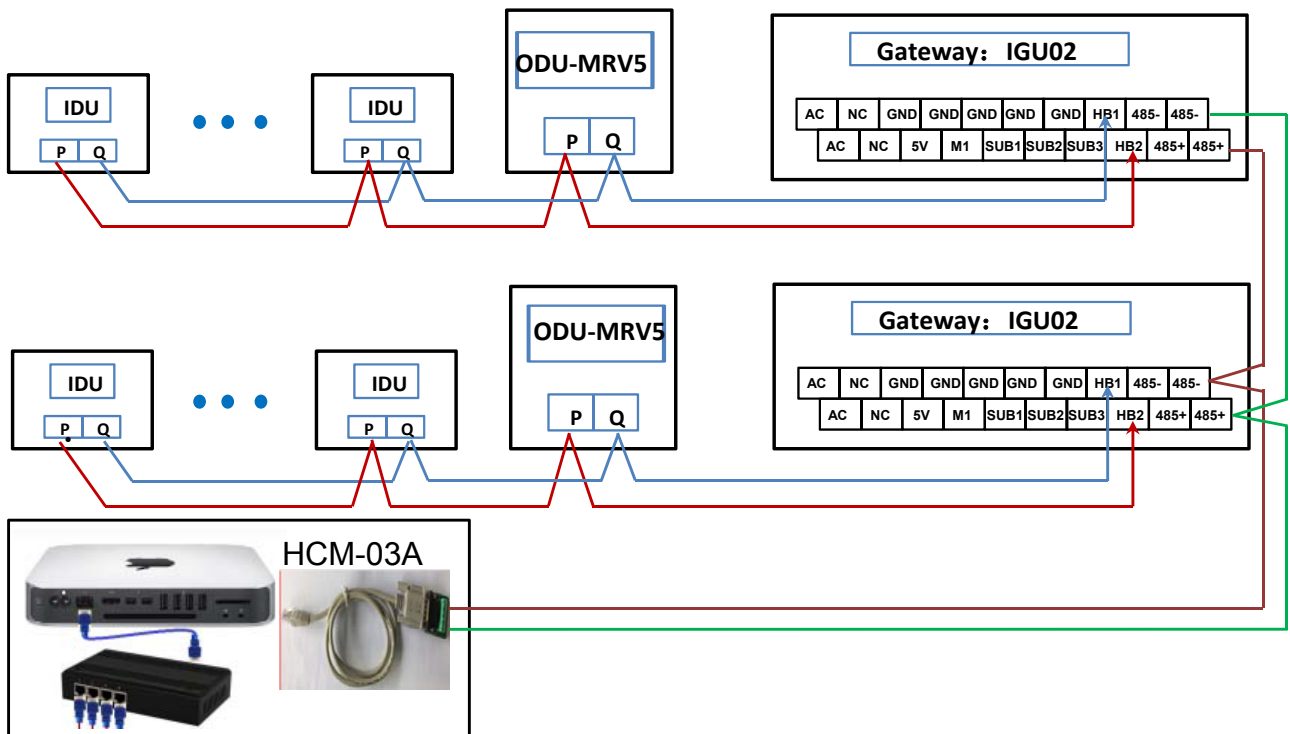 ODU-MRV5
Gateway： IGU02
IDU
IDU
P Q
P Q
P Q
AC NC GND GND GND GND GND HB1 485- 485-
AC NC 5V M1 SUB1 SUB2 SUB3 HB2 485+ 485+
ODU-MRV5
Gateway： IGU02
IDU
IDU
P Q
P Q
P Q
AC NC GND GND GND GND GND HB1 485- 485-
AC NC 5V M1 SUB1 SUB2 SUB3 HB2 485+ 485+
HCM-03A